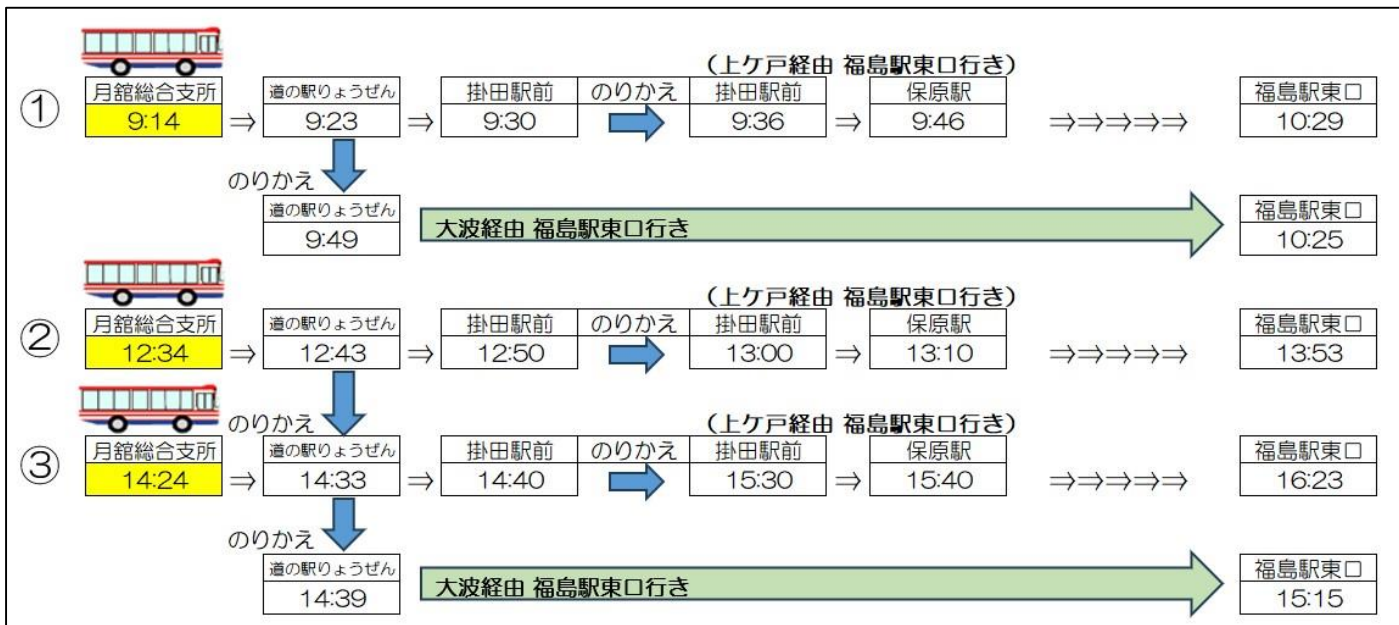 (上ケ戸経由 福島駅東口行き)
① 月舘総合支所 道の駅りょうぜん 掛田駅前 のりかえ 掛田駅前 保原駅 福島駅東口
9:14 ⇒ 9:23 ⇒ 9:30 9:36 ⇒ 9:46 ⇒⇒⇒⇒⇒ 10:29
のりかえ
道の駅りょうぜん 福島駅東口
9:49 大波経由 福島駅東口行き 10:25
(上ケ戸経由 福島駅東口行き)
② 月舘総合支所 道の駅りょうぜん 掛田駅前 のりかえ 掛田駅前 保原駅 福島駅東口
12:34 ⇒ 12:43 ⇒ 12:50 13:00 ⇒ 13:10 ⇒⇒⇒⇒⇒ 13:53
のりかえ (上ケ戸経由 福島駅東口行き)
③ 月舘総合支所 道の駅りょうぜん 掛田駅前 のりかえ 掛田駅前 保原駅 福島駅東口
14:24 ⇒ 14:33 ⇒ 14:40 15:30 ⇒ 15:40 ⇒⇒⇒⇒⇒ 16:23
のりかえ
道の駅りょうぜん 福島駅東口
14:39 大波経由 福島駅東口行き 15:15